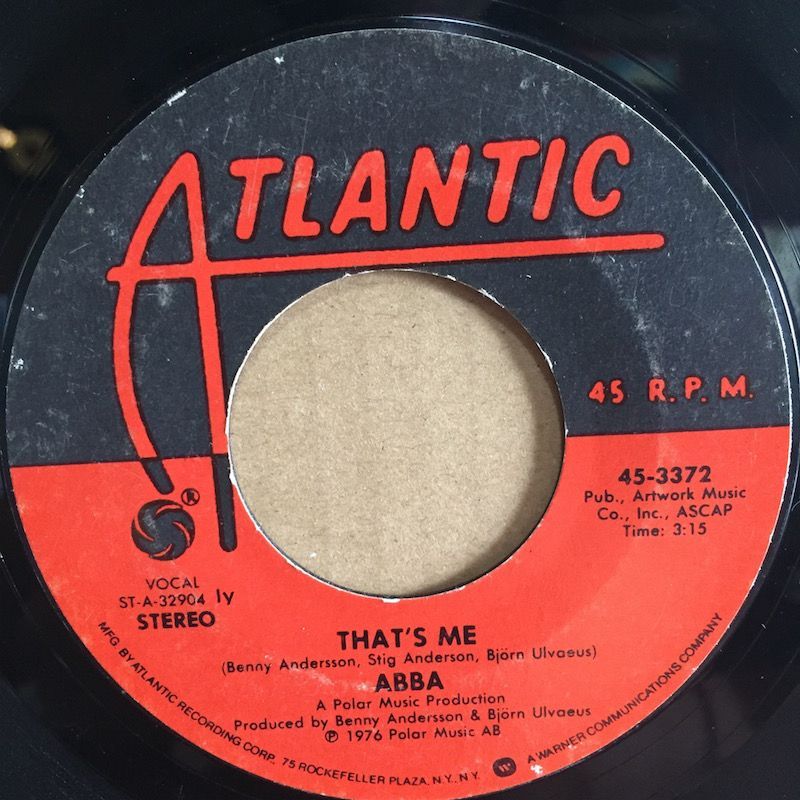 ATLANTIC
45 R.P.M.
45-3372
Pub., Artwork Music
Co., Inc., ASCAP
Time: 3:15
®
VOCAL
ST-A-32904 ly
STEREO
THAT'S ME
(Benny Andersson, Stig Anderson, Björn Ulvaeus)
ABBA
A Polar Music Production
Produced by Benny Andersson & Björn Ulvaeus
℗ 1976 Polar Music AB
MFG BY ATLANTIC RECORDING CORP. 75 ROCKEFELLER PLAZA, N.Y., N.Y. A WARNER COMMUNICATIONS COMPANY